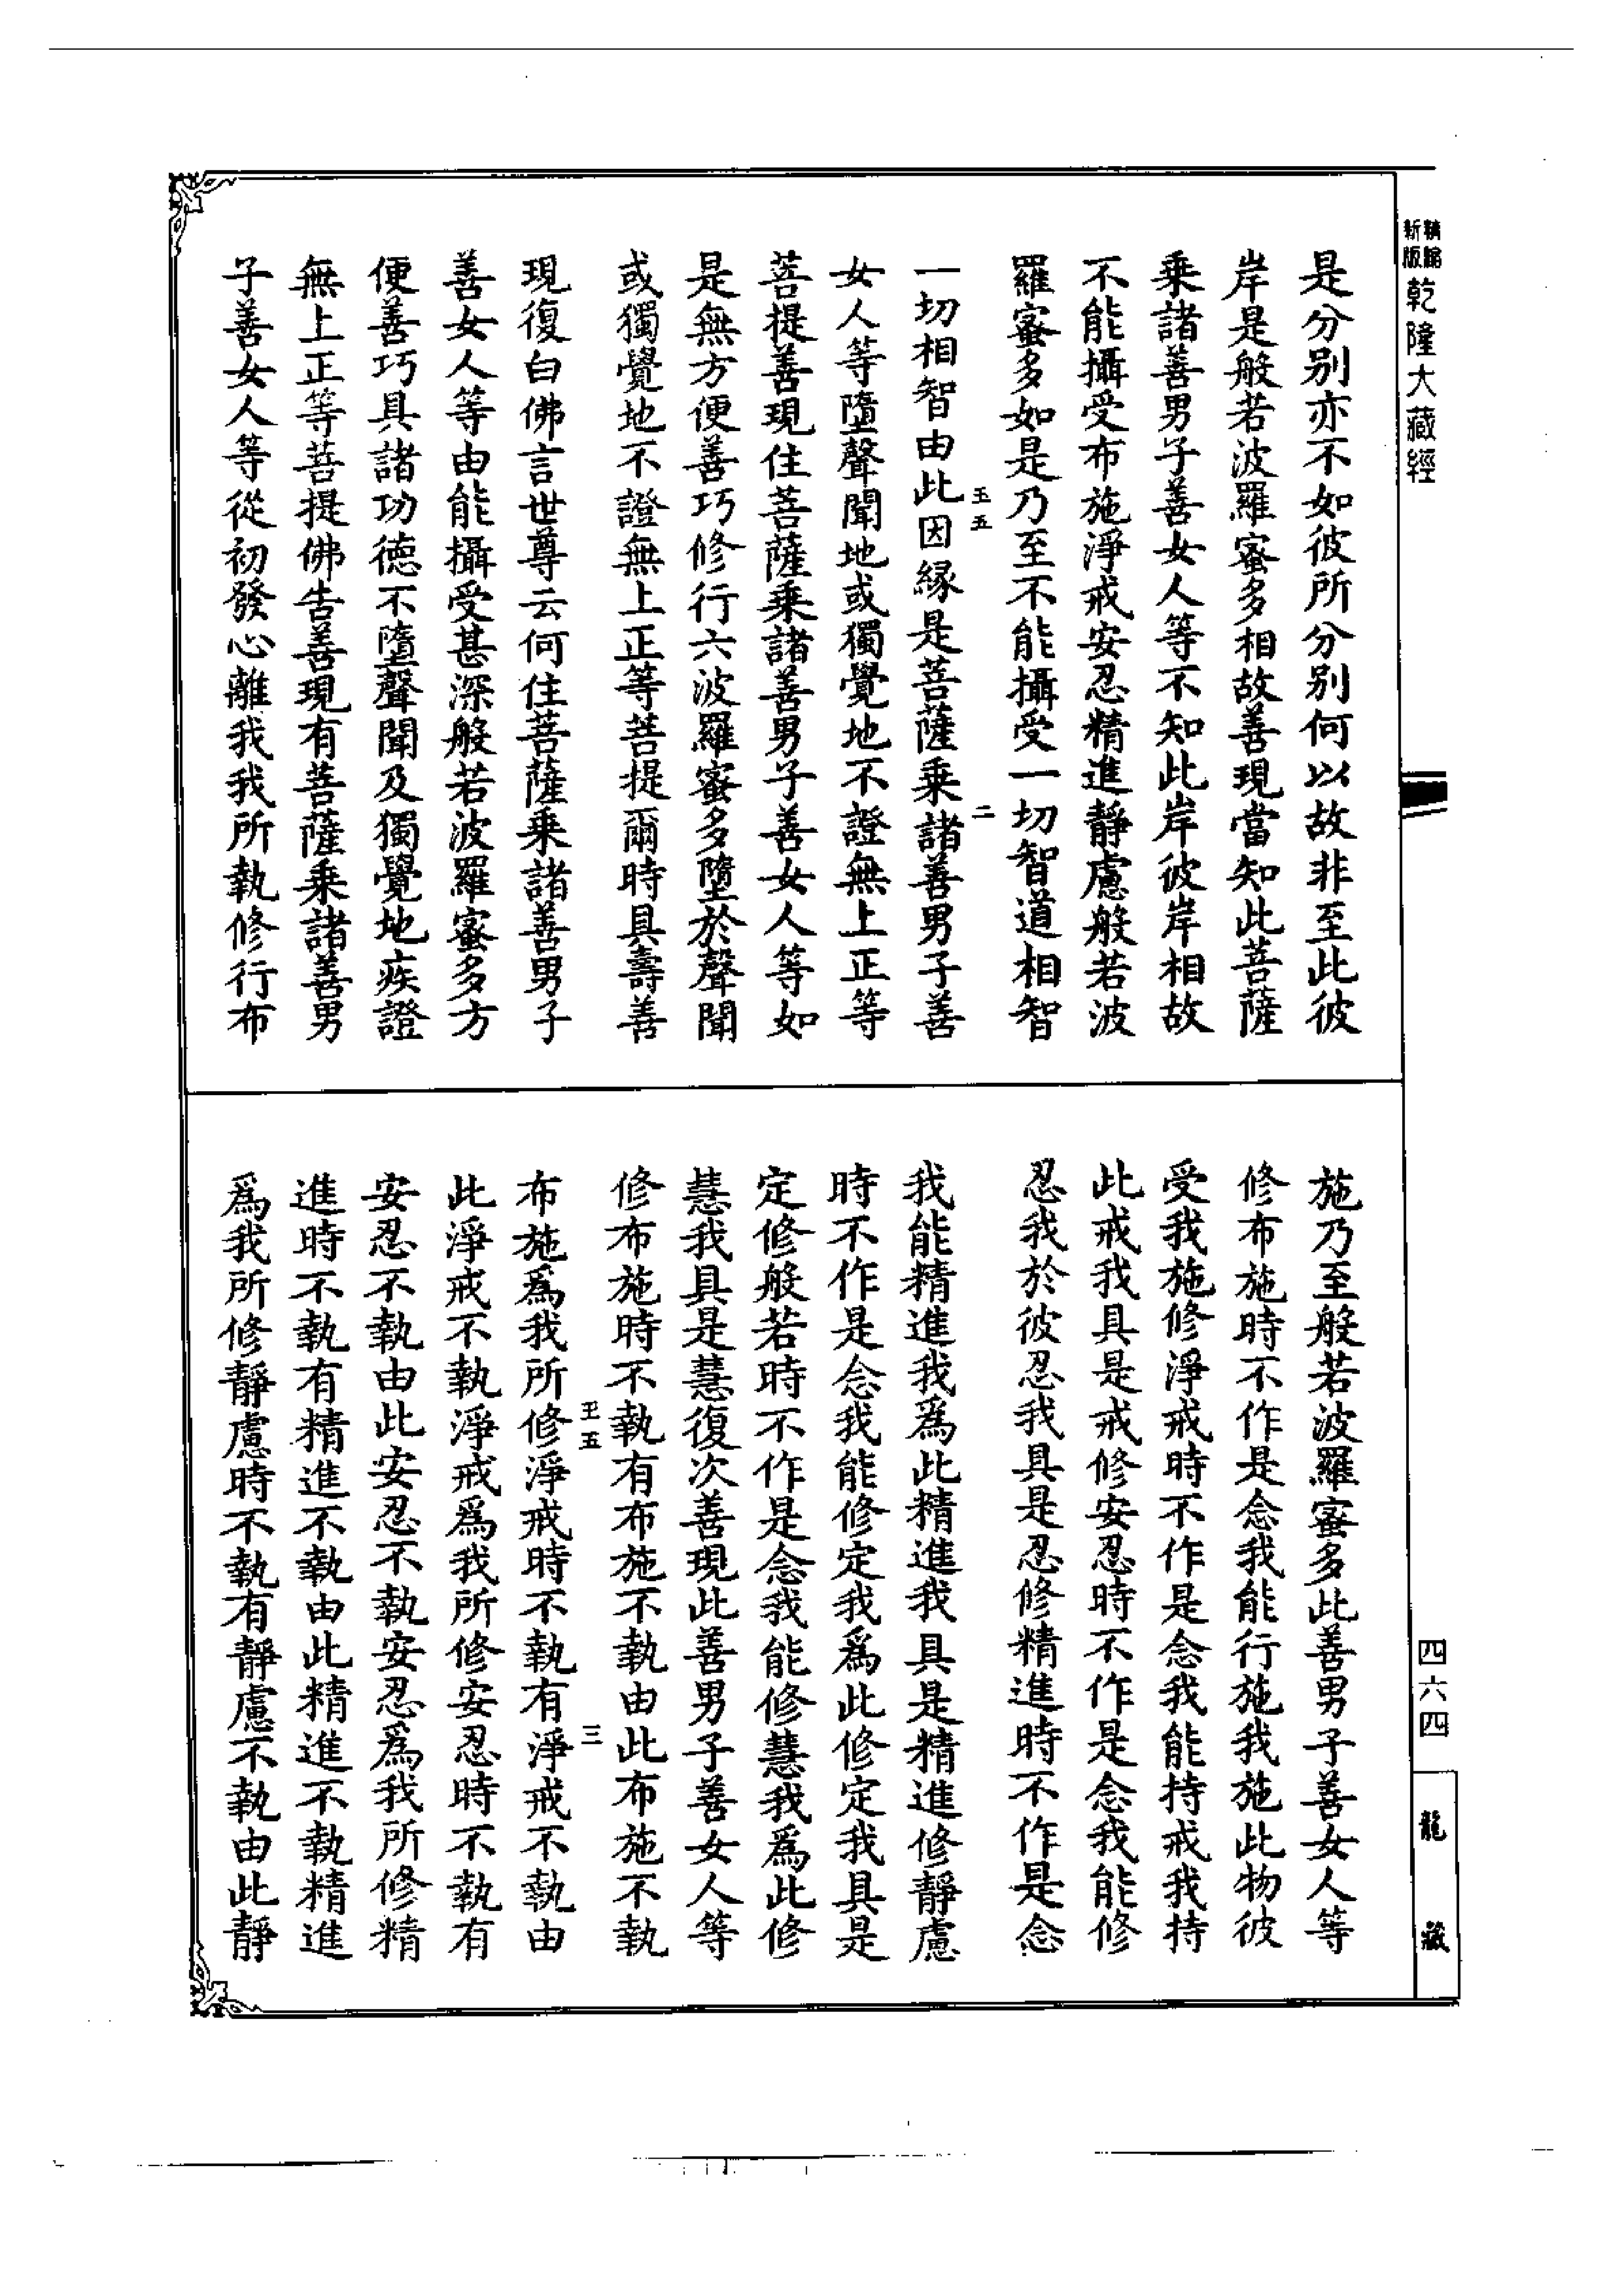 新版
精縮
乾隆大藏經
是分别亦不如彼所分别何以故非至此彼
岸是般若波羅蜜多相故善現當知此菩薩
乘諸善男子善女人等不知此岸彼岸相故
不能攝受布施淨戒安忍精進靜慮般若波
羅蜜多如是乃至不能攝受一切智道相智
五五
二
一切相智由此因緣是菩薩乘諸善男子善
女人等墮聲聞地或獨覺地不證無上正等
菩提善現住菩薩乘諸善男子善女人等如
是無方便善巧修行六波羅蜜多墮於聲聞
或獨覺地不證無上正等菩提爾時具壽善
現復白佛言世尊云何住菩薩乘諸善男子
善女人等由能攝受甚深般若波羅蜜多方
便善巧具諸功德不墮聲聞及獨覺地疾證
無上正等菩提佛告善現有菩薩乘諸善男
子善女人等從初發心離我我所執修行布
施乃至般若波羅蜜多此善男子善女人等
修布施時不作是念我能行施我施此物彼
受我施修淨戒時不作是念我能持戒我持
此戒我具是戒修安忍時不作是念我能修
忍我於彼忍我具是忍修精進時不作是念
我能精進我為此精進我具是精進修靜慮
時不作是念我能修定我為此修定我具是
定修般若時不作是念我能修慧我為此修
慧我具是慧復次善現此善男子善女人等
修布施時不執有布施不執由此布施不執
五五
三
布施為我所修淨戒時不執有淨戒不執由
此淨戒不執淨戒為我所修安忍時不執有
安忍不執由此安忍不執安忍為我所修精
進時不執有精進不執由此精進不執精進
為我所修靜慮時不執有靜慮不執由此靜
四六四
龍藏